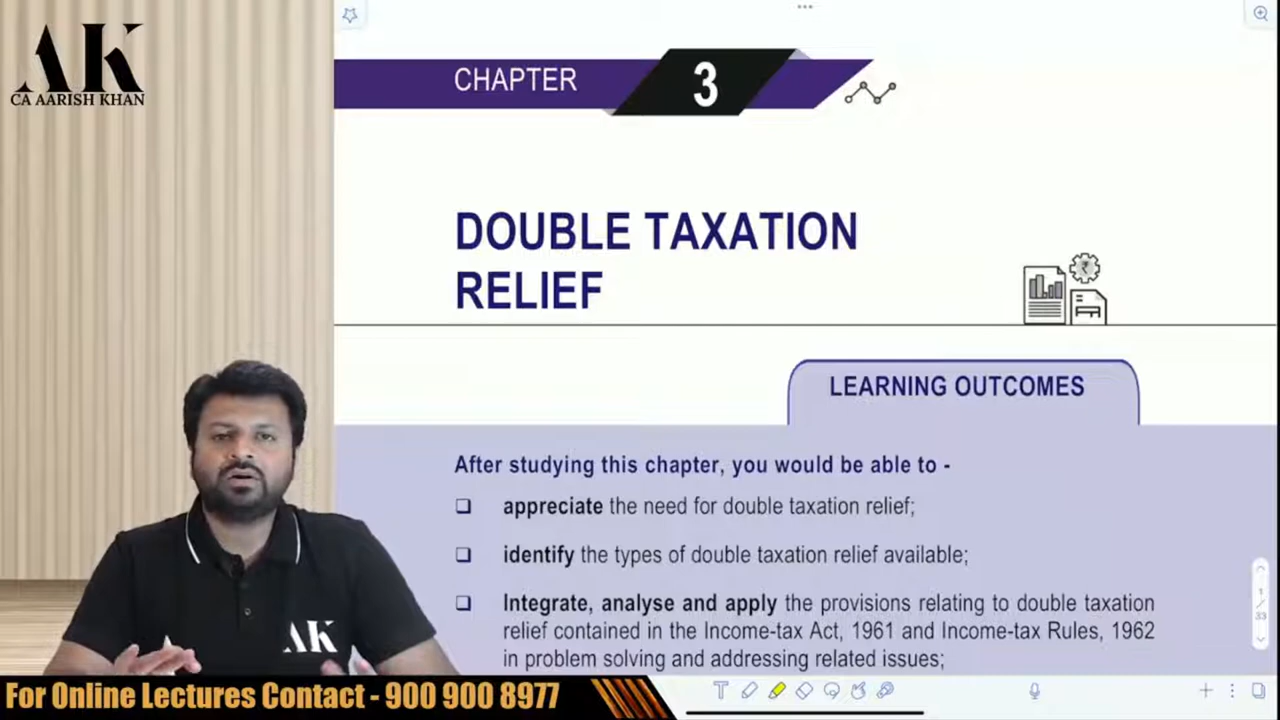 AK
CA AARISH KHAN
CHAPTER 3
DOUBLE TAXATION
RELIEF
LEARNING OUTCOMES
After studying this chapter, you would be able to -
❑ appreciate the need for double taxation relief;
❑ identify the types of double taxation relief available;
❑ Integrate, analyse and apply the provisions relating to double taxation
relief contained in the Income-tax Act, 1961 and Income-tax Rules, 1962
in problem solving and addressing related issues;
1
/
33
AK
For Online Lectures Contact - 900 900 8977